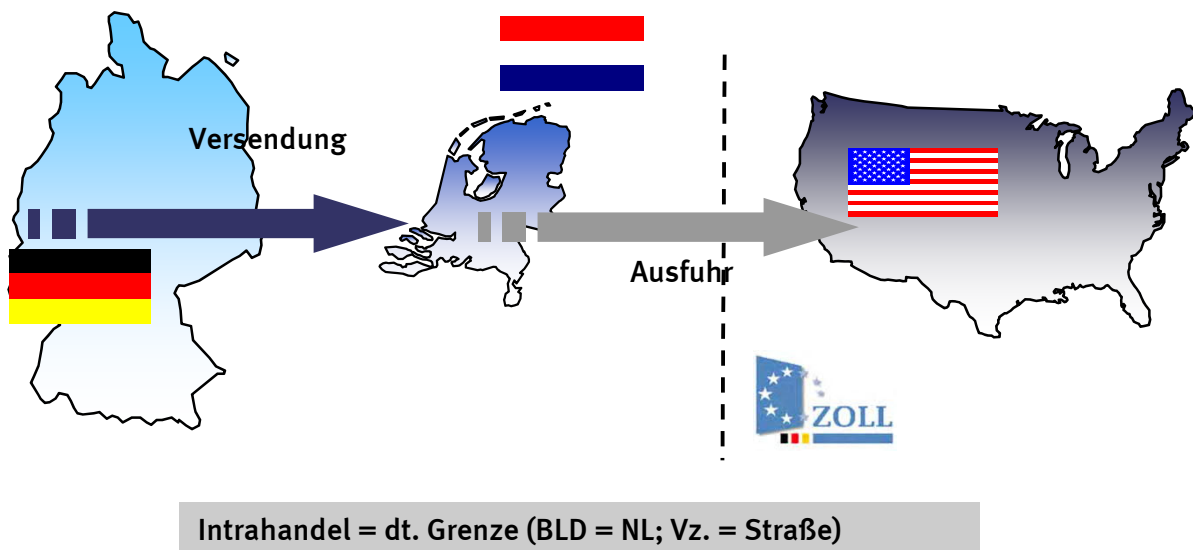 Versendung
Ausfuhr
ZOLL
Intrahandel = dt. Grenze (BLD = NL; Vz. = Straße)